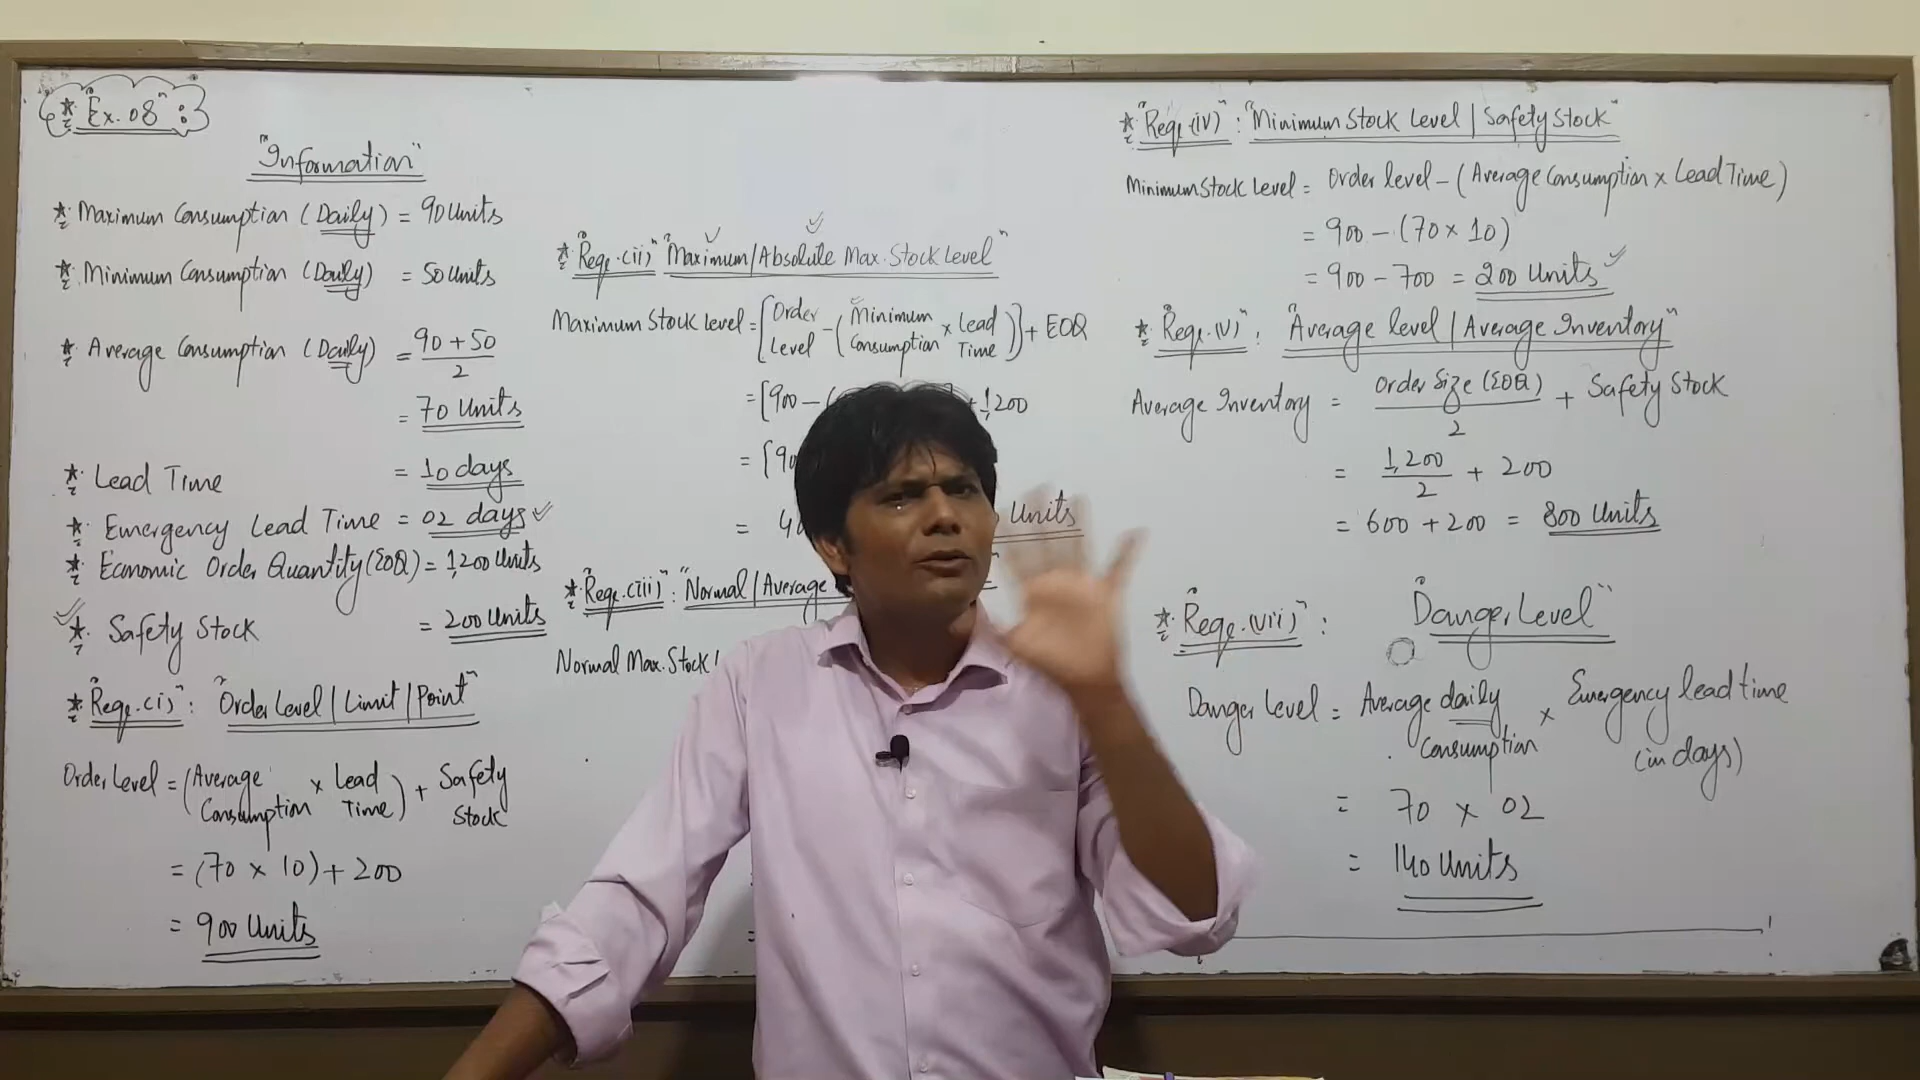 * "Ex. 08" :
"Information"
* Maximum Consumption (Daily) = 90 Units
* Minimum Consumption (Daily) = 50 Units
* Average Consumption (Daily) = 90 + 50 / 2
= 70 Units
* Lead Time = 10 days
* Emergency Lead Time = 02 days ✓
* Economic Order Quantity (EOQ) = 1,200 Units
* Safety Stock = 200 Units
* "Reqr. (i)" : "Order Level | Limit | Point"
Order Level = (Average Consumption × Lead Time) + Safety Stock
= (70 × 10) + 200
= 900 Units
* "Reqr. (ii)" "Maximum / Absolute Max. Stock Level"
Maximum Stock Level = [Order Level - (Minimum Consumption × Lead Time)] + EOQ
= [900 - ( + 1,200
= [90
= 40 Units
* "Reqr. (iii)" : "Normal | Average
Normal Max. Stock
* "Reqr. (iv)" : "Minimum Stock Level | Safety Stock"
Minimum Stock Level = Order level - (Average Consumption × Lead Time)
= 900 - (70 × 10)
= 900 - 700 = 200 Units ✓
* "Reqr. (v)" : "Average level | Average Inventory"
Average Inventory = Order Size (EOQ) / 2 + Safety Stock
= 1,200 / 2 + 200
= 600 + 200 = 800 Units
* "Reqr. (vii)" : "Danger Level"
Danger Level = Average daily Consumption × Emergency lead time (in days)
= 70 × 02
= 140 Units